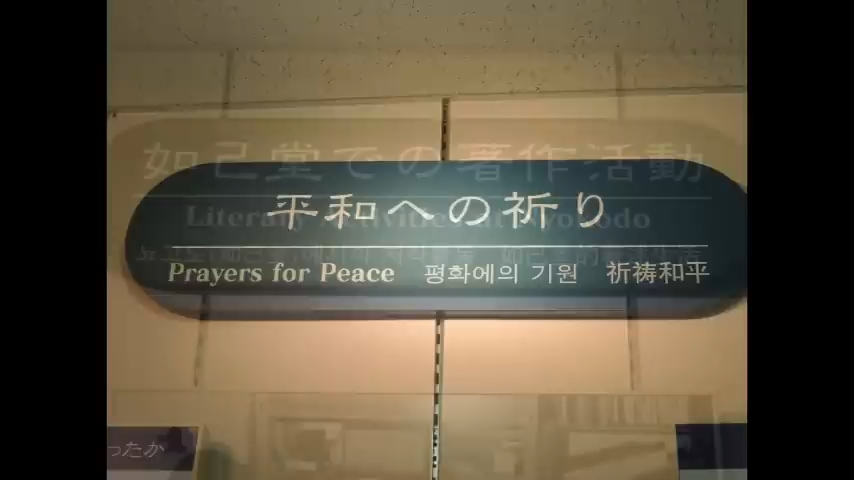 如己堂での著作活動
Literary Activities at Nyokodo
平和への祈り
Prayers for Peace 평화에의 기원 祈祷和平
ったか